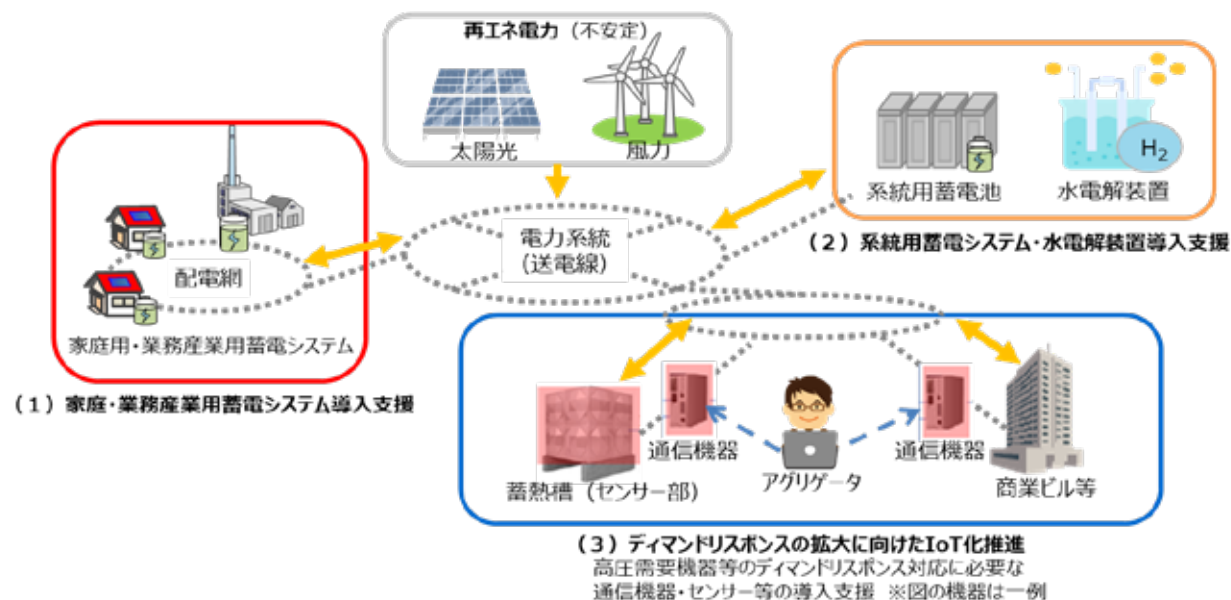 再エネ電力（不安定）
太陽光
風力
系統用蓄電池
水電解装置
H₂
（2）系統用蓄電システム・水電解装置導入支援
電力系統
（送電線）
配電網
家庭用・業務産業用蓄電システム
（1）家庭・業務産業用蓄電システム導入支援
通信機器
通信機器
蓄熱槽（センサー部）
アグリゲータ
商業ビル等
（3）ディマンドリスポンスの拡大に向けたIoT化推進
高圧需要機器等のディマンドリスポンス対応に必要な
通信機器・センサー等の導入支援 ※図の機器は一例